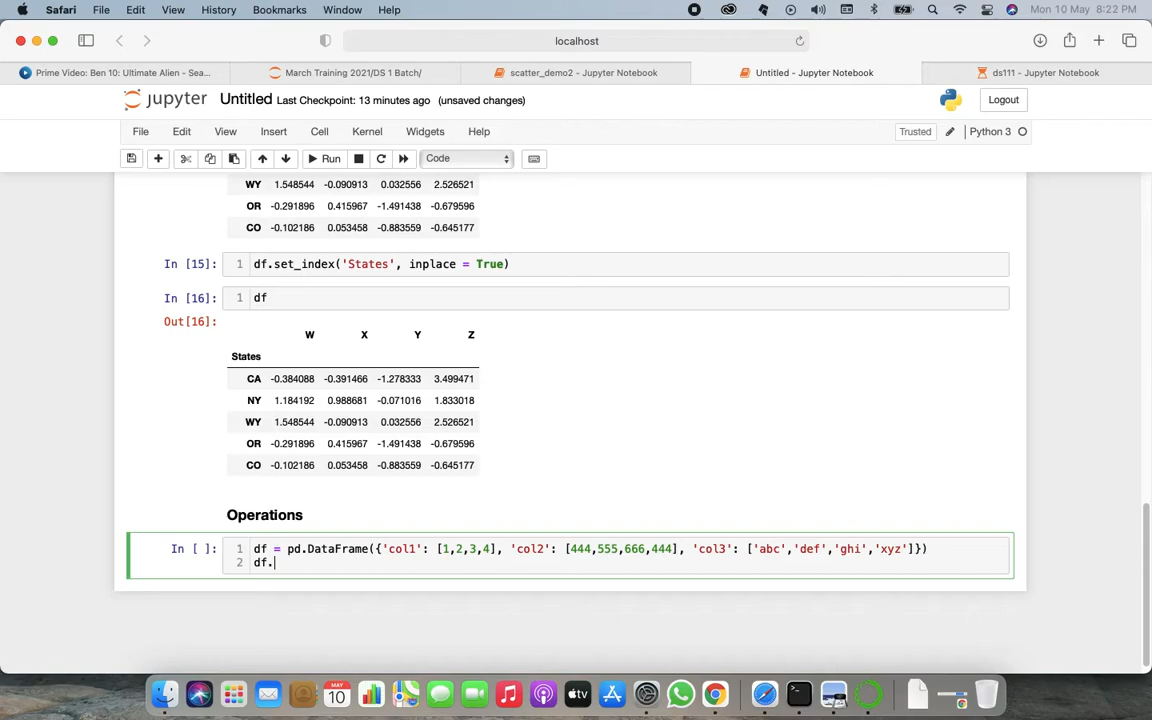 Safari File Edit View History Bookmarks Window Help Mon 10 May 8:22 PM
localhost
Prime Video: Ben 10: Ultimate Alien - Sea... March Training 2021/DS 1 Batch/ scatter_demo2 - Jupyter Notebook Untitled - Jupyter Notebook ds111 - Jupyter Notebook
jupyter Untitled Last Checkpoint: 13 minutes ago (unsaved changes) Logout
File Edit View Insert Cell Kernel Widgets Help Trusted Python 3
Run Code
WY 1.548544 -0.090913 0.032556 2.526521
OR -0.291896 0.415967 -1.491438 -0.679596
CO -0.102186 0.053458 -0.883559 -0.645177
In [15]: 1 df.set_index('States', inplace = True)
In [16]: 1 df
Out[16]:
W X Y Z
States
CA -0.384088 -0.391466 -1.278333 3.499471
NY 1.184192 0.988681 -0.071016 1.833018
WY 1.548544 -0.090913 0.032556 2.526521
OR -0.291896 0.415967 -1.491438 -0.679596
CO -0.102186 0.053458 -0.883559 -0.645177
Operations
In [ ]: 1 df = pd.DataFrame({'col1': [1,2,3,4], 'col2': [444,555,666,444], 'col3': ['abc','def','ghi','xyz']})
2 df.
MAY
10
tv